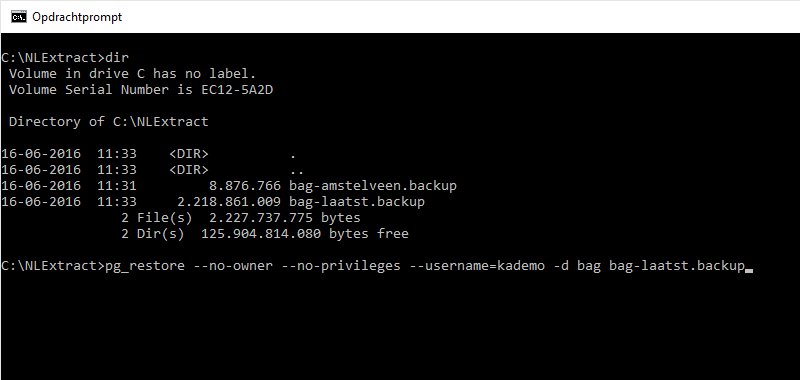 Opdrachtprompt
C:\NLExtract>dir
Volume in drive C has no label.
Volume Serial Number is EC12-5A2D
Directory of C:\NLExtract
16-06-2016  11:33    <DIR>          .
16-06-2016  11:33    <DIR>          ..
16-06-2016  11:31         8.876.766 bag-amstelveen.backup
16-06-2016  11:33     2.218.861.009 bag-laatst.backup
2 File(s)  2.227.737.775 bytes
2 Dir(s)  125.904.814.080 bytes free
C:\NLExtract>pg_restore --no-owner --no-privileges --username=kademo -d bag bag-laatst.backup